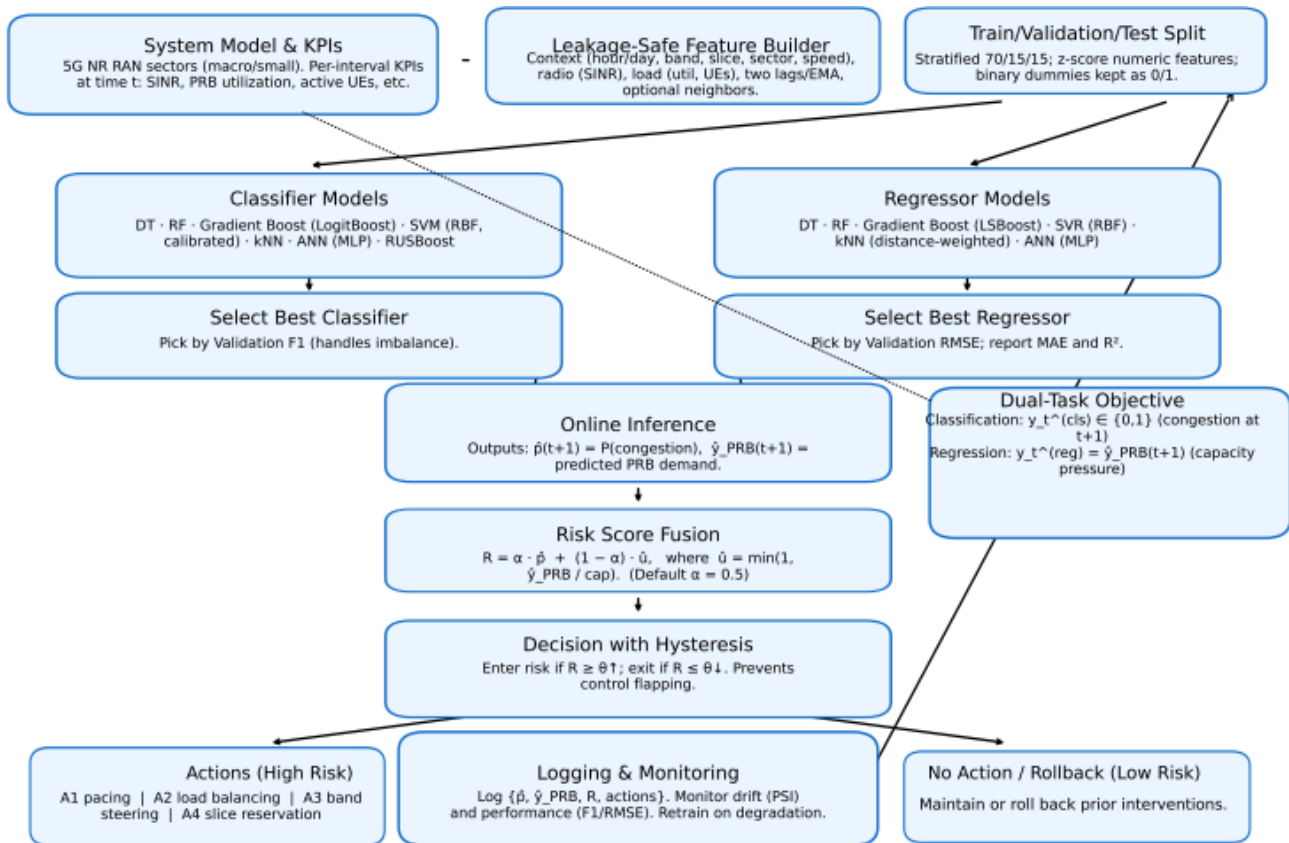 System Model & KPIs
5G NR RAN sectors (macro/small). Per-interval KPIs
at time t: SINR, PRB utilization, active UEs, etc.
-
Leakage-Safe Feature Builder
Context (hour/day, band, slice, sector, speed),
radio (SINR), load (util, UEs), two lags/EMA,
optional neighbors.
Train/Validation/Test Split
Stratified 70/15/15; z-score numeric features;
binary dummies kept as 0/1.
Classifier Models
DT · RF · Gradient Boost (LogitBoost) · SVM (RBF,
calibrated) · kNN · ANN (MLP) · RUSBoost
Regressor Models
DT · RF · Gradient Boost (LSBoost) · SVR (RBF) ·
kNN (distance-weighted) · ANN (MLP)
Select Best Classifier
Pick by Validation F1 (handles imbalance).
Select Best Regressor
Pick by Validation RMSE; report MAE and R².
Online Inference
Outputs: p̂(t+1) = P(congestion), ŷ_PRB(t+1) =
predicted PRB demand.
Dual-Task Objective
Classification: y_t^(cls) ∈ {0,1} (congestion at
t+1)
Regression: y_t^(reg) = ŷ_PRB(t+1) (capacity
pressure)
Risk Score Fusion
R = α · p̂ + (1 − α) · û, where û = min(1,
ŷ_PRB / cap). (Default α = 0.5)
Decision with Hysteresis
Enter risk if R ≥ θ↑; exit if R ≤ θ↓. Prevents
control flapping.
Actions (High Risk)
A1 pacing | A2 load balancing | A3 band
steering | A4 slice reservation
Logging & Monitoring
Log {p̂, ŷ_PRB, R, actions}. Monitor drift (PSI)
and performance (F1/RMSE). Retrain on degradation.
No Action / Rollback (Low Risk)
Maintain or roll back prior interventions.